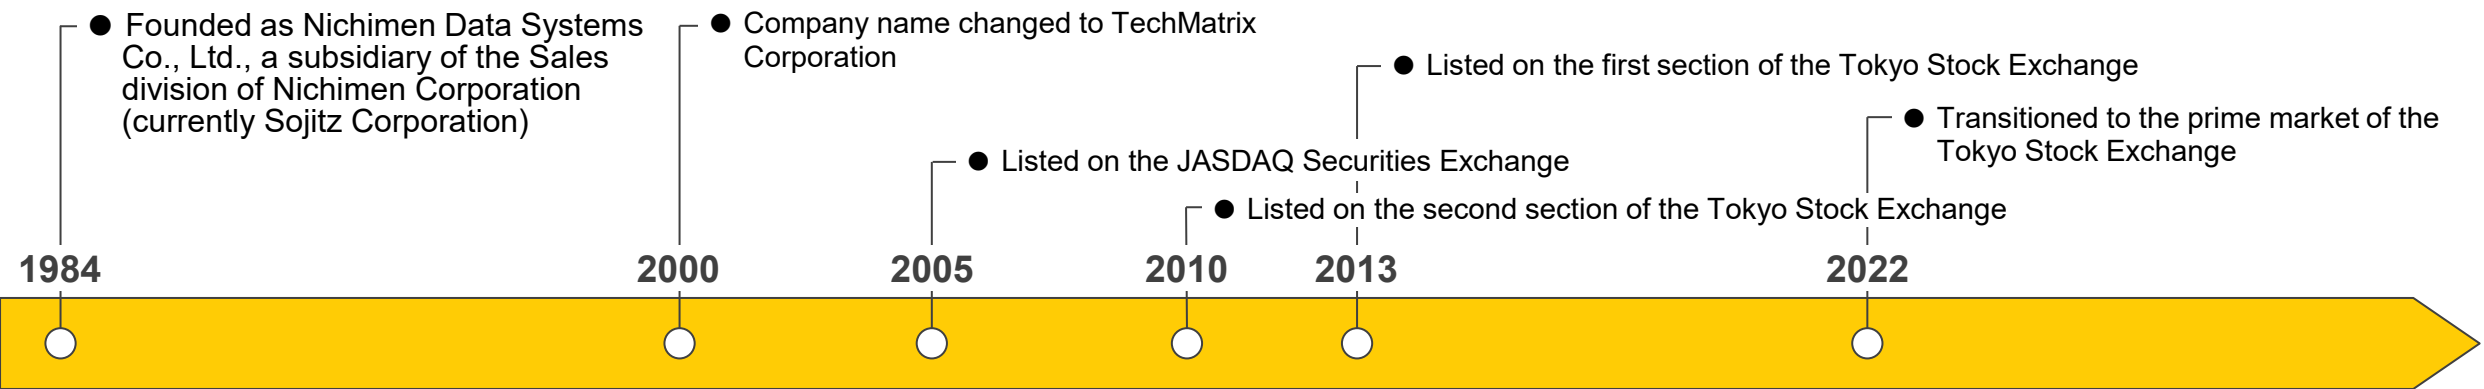 ● Founded as Nichimen Data Systems
Co., Ltd., a subsidiary of the Sales
division of Nichimen Corporation
(currently Sojitz Corporation)
● Company name changed to TechMatrix
Corporation
● Listed on the first section of the Tokyo Stock Exchange
● Transitioned to the prime market of the
Tokyo Stock Exchange
● Listed on the JASDAQ Securities Exchange
● Listed on the second section of the Tokyo Stock Exchange
1984 2000 2005 2010 2013 2022